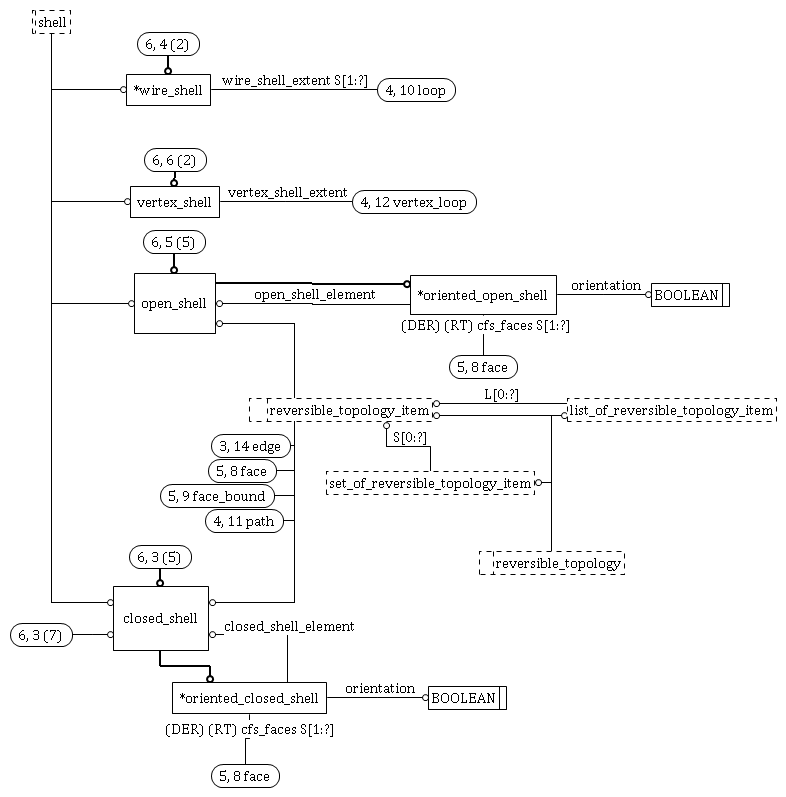 shell
6, 4 (2)
*wire_shell
wire_shell_extent S[1:?]
4, 10 loop
6, 6 (2)
vertex_shell
vertex_shell_extent
4, 12 vertex_loop
6, 5 (5)
open_shell
open_shell_element
*oriented_open_shell
orientation
BOOLEAN
(DER) (RT) cfs_faces S[1:?]
5, 8 face
reversible_topology_item
L[0:?]
list_of_reversible_topology_item
S[0:?]
3, 14 edge
5, 8 face
set_of_reversible_topology_item
5, 9 face_bound
4, 11 path
reversible_topology
6, 3 (5)
closed_shell
6, 3 (7)
closed_shell_element
*oriented_closed_shell
orientation
BOOLEAN
(DER) (RT) cfs_faces S[1:?]
5, 8 face